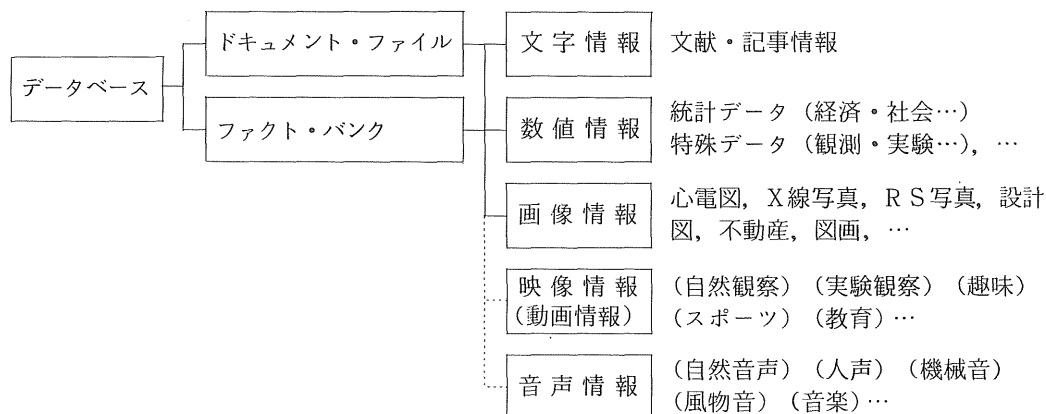 データベース
ドキュメント・ファイル
ファクト・バンク
文字情報 文献・記事情報
数値情報 統計データ（経済・社会…）
特殊データ（観測・実験…），…
画像情報 心電図，X線写真，RS写真，設計
図，不動産，図画，…
映像情報 （自然観察）（実験観察）（趣味）
（動画情報） （スポーツ）（教育）…
音声情報 （自然音声）（人声）（機械音）
（風物音）（音楽）…